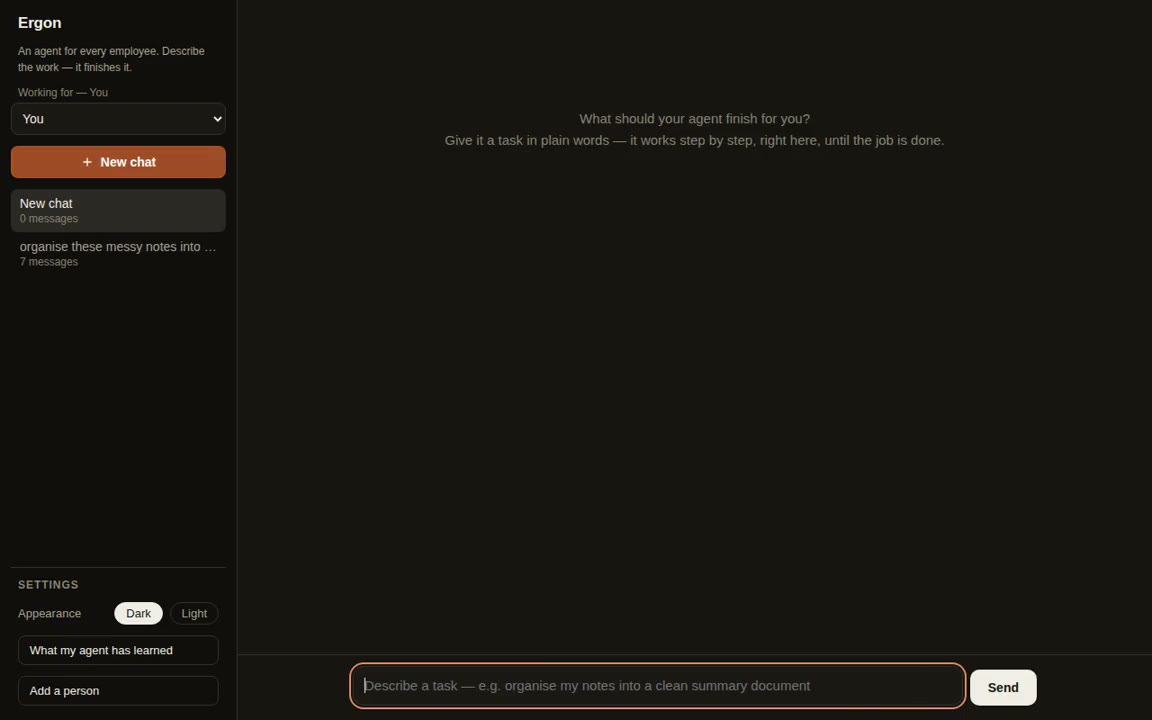 Ergon
An agent for every employee. Describe
the work — it finishes it.
Working for — You
You
+ New chat
New chat
0 messages
organise these messy notes into …
7 messages
SETTINGS
Appearance
Dark
Light
What my agent has learned
Add a person
What should your agent finish for you?
Give it a task in plain words — it works step by step, right here, until the job is done.
Describe a task — e.g. organise my notes into a clean summary document
Send